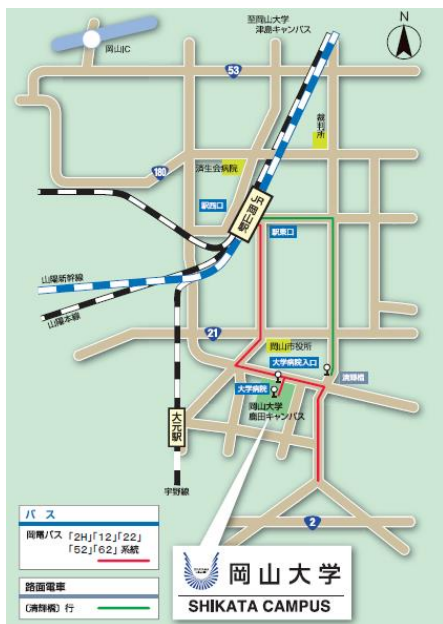 至岡山大学
津島キャンパス
N
岡山IC
53
裁判所
180
済生会病院
駅西口
JR岡山駅
駅東口
山陽新幹線
山陽本線
21
岡山市役所
大学病院入口
大学病院
清輝橋
岡山大学
鹿田キャンパス
大元駅
宇野線
2
バス
岡電バス 「2H」「12」「22」
「52」「62」系統
路面電車
〔清輝橋〕行
岡山大学
SHIKATA CAMPUS